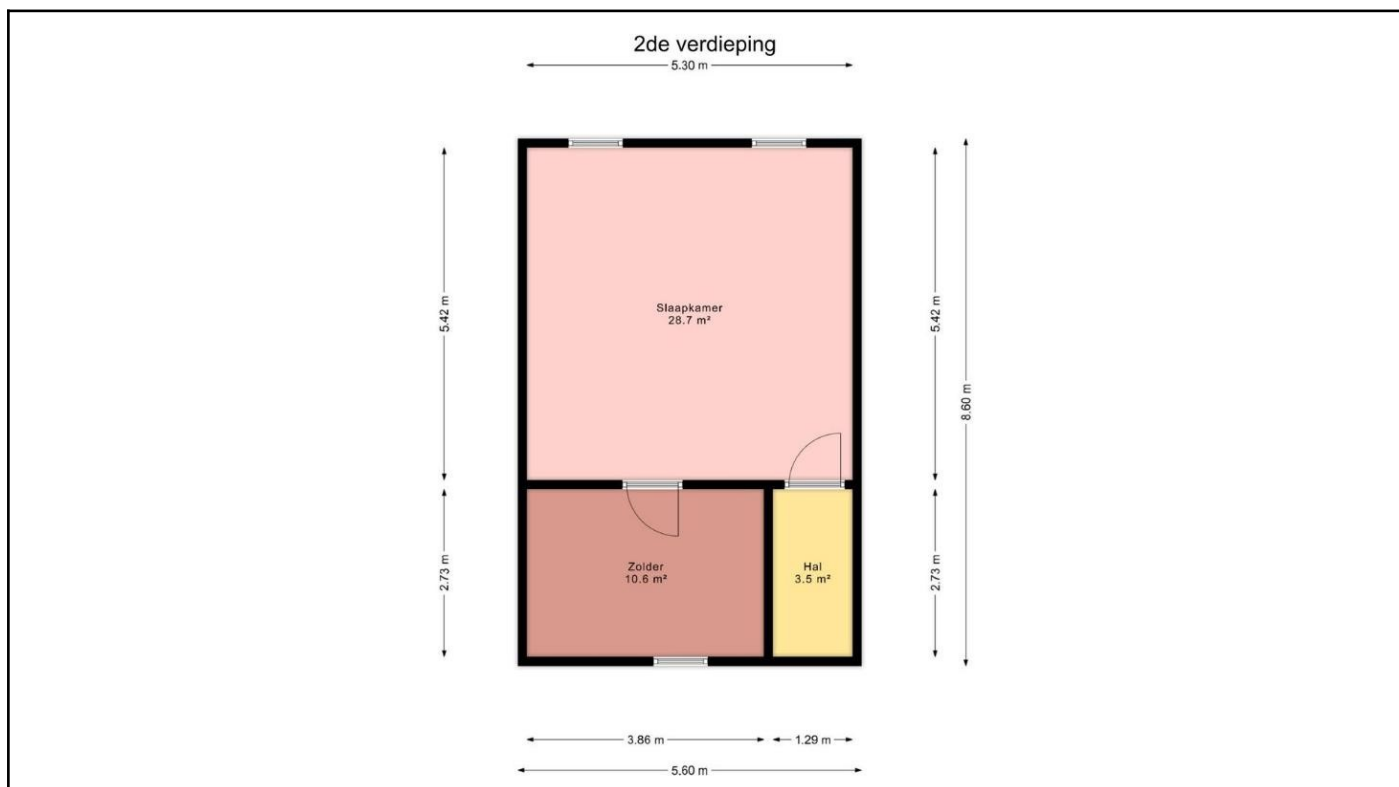 2de verdieping
5.30 m
5.42 m
5.42 m
8.60 m
Slaapkamer
28.7 m²
2.73 m
2.73 m
Zolder
10.6 m²
Hal
3.5 m²
3.86 m
1.29 m
5.60 m